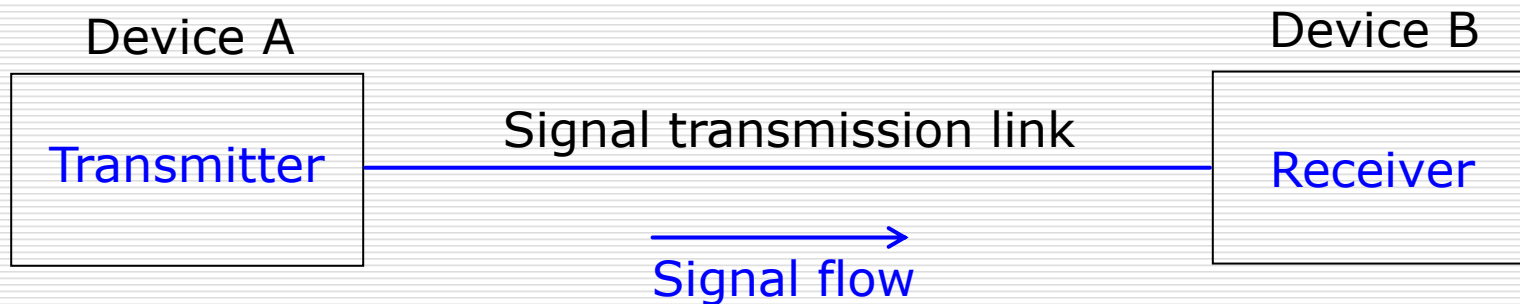 Device A
Device B
Signal transmission link
Transmitter
Receiver
Signal flow